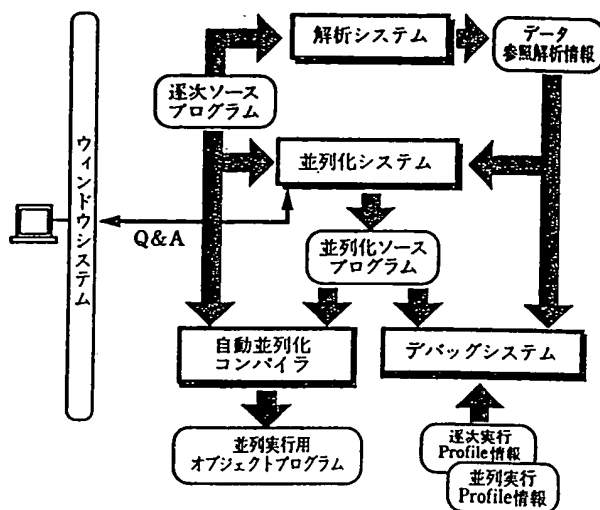 解析システム
データ
参照解析情報
逐次ソース
プログラム
ウィンドウシステム
並列化システム
Q&A
並列化ソース
プログラム
自動並列化
コンパイラ
デバッグシステム
並列実行用
オブジェクトプログラム
逐次実行
Profile情報
並列実行
Profile情報